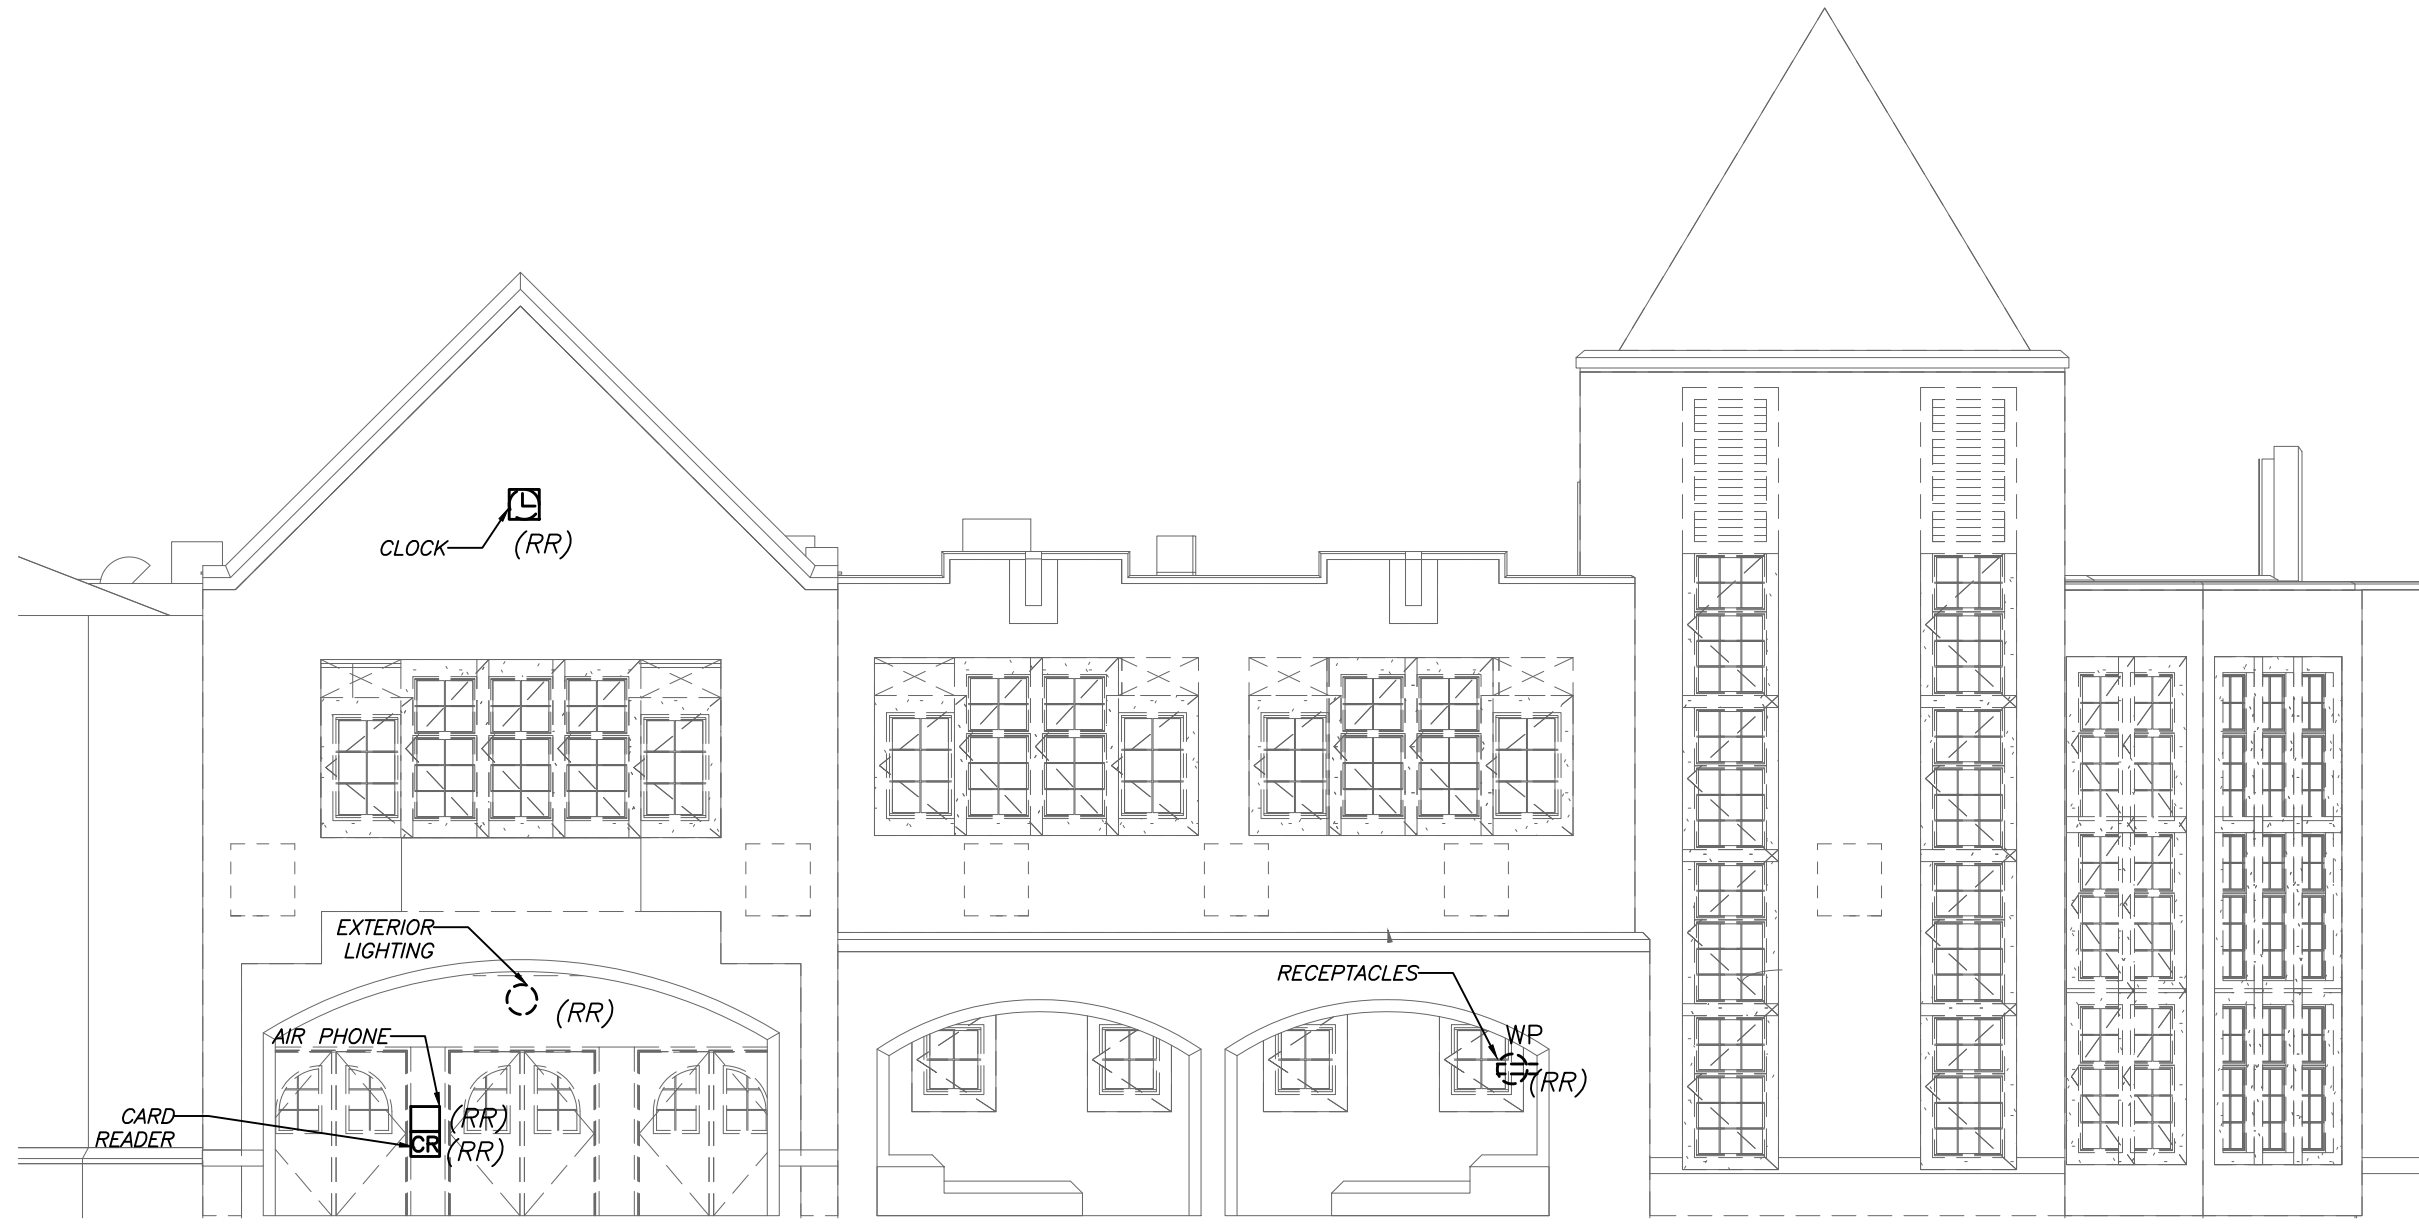 CLOCK
(RR)
EXTERIOR
LIGHTING
(RR)
AIR PHONE
(RR)
CARD
READER
CR
(RR)
RECEPTACLES
WP
(RR)